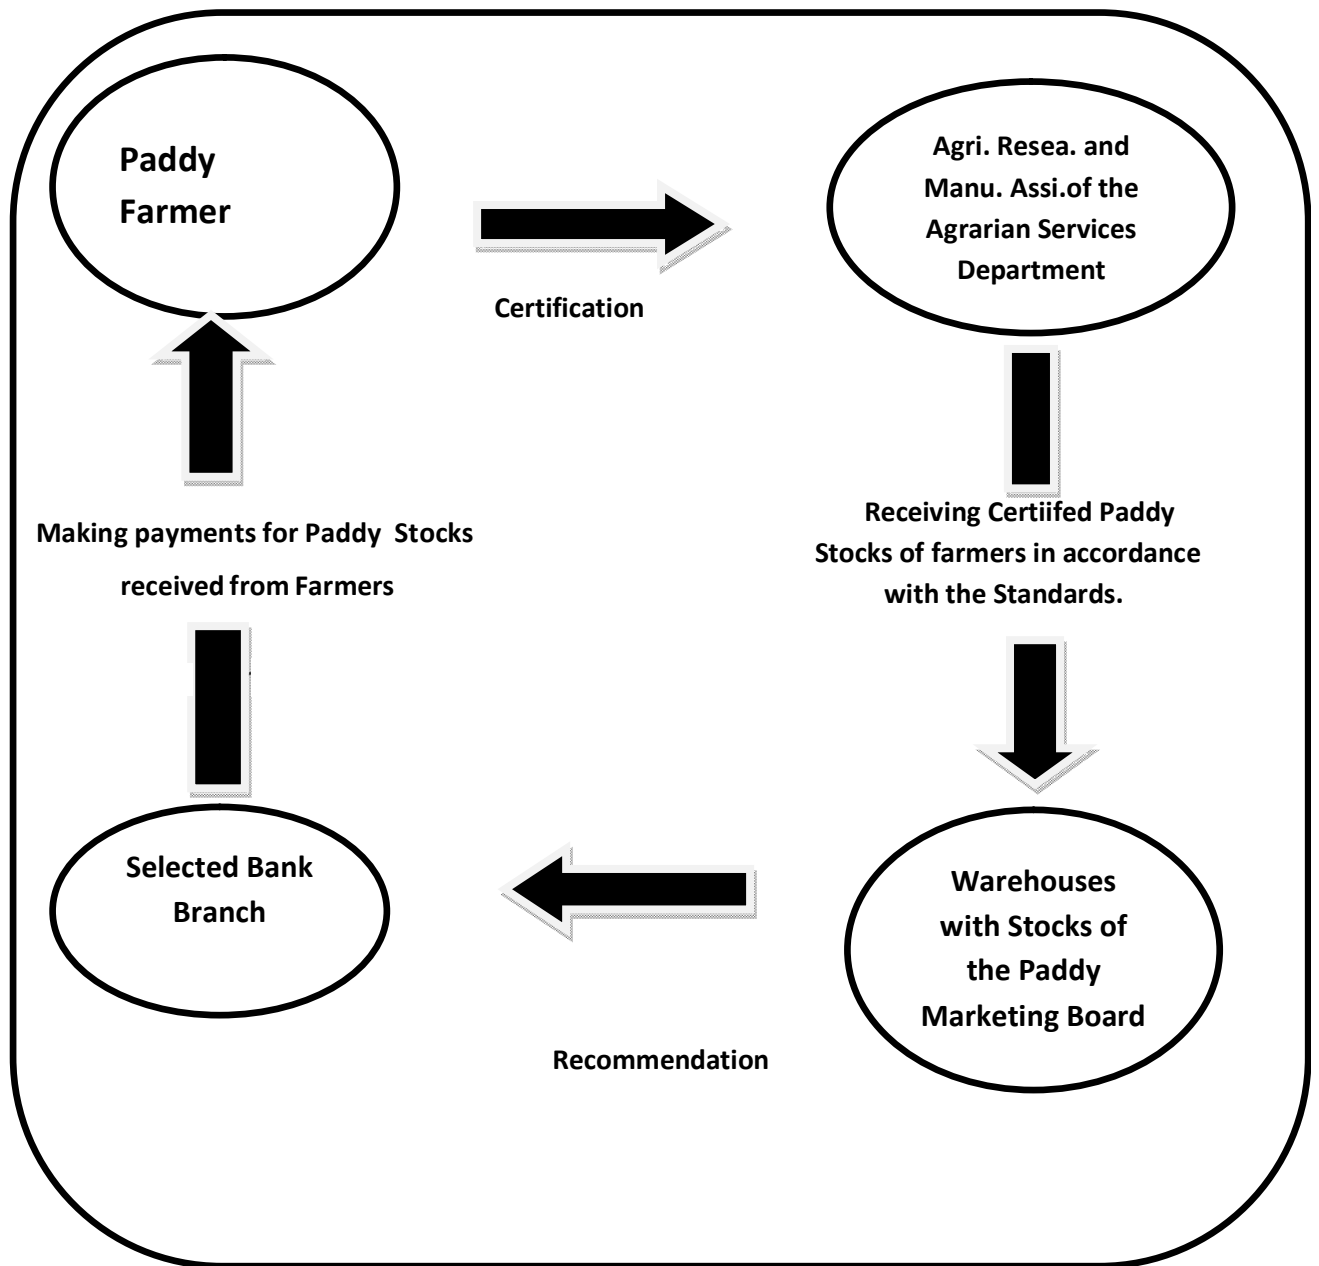 Paddy
Farmer
Agri. Resea. and
Manu. Assi.of the
Agrarian Services
Department
Certification
Making payments for Paddy Stocks
received from Farmers
Receiving Certiifed Paddy
Stocks of farmers in accordance
with the Standards.
Selected Bank
Branch
Warehouses
with Stocks of
the Paddy
Marketing Board
Recommendation